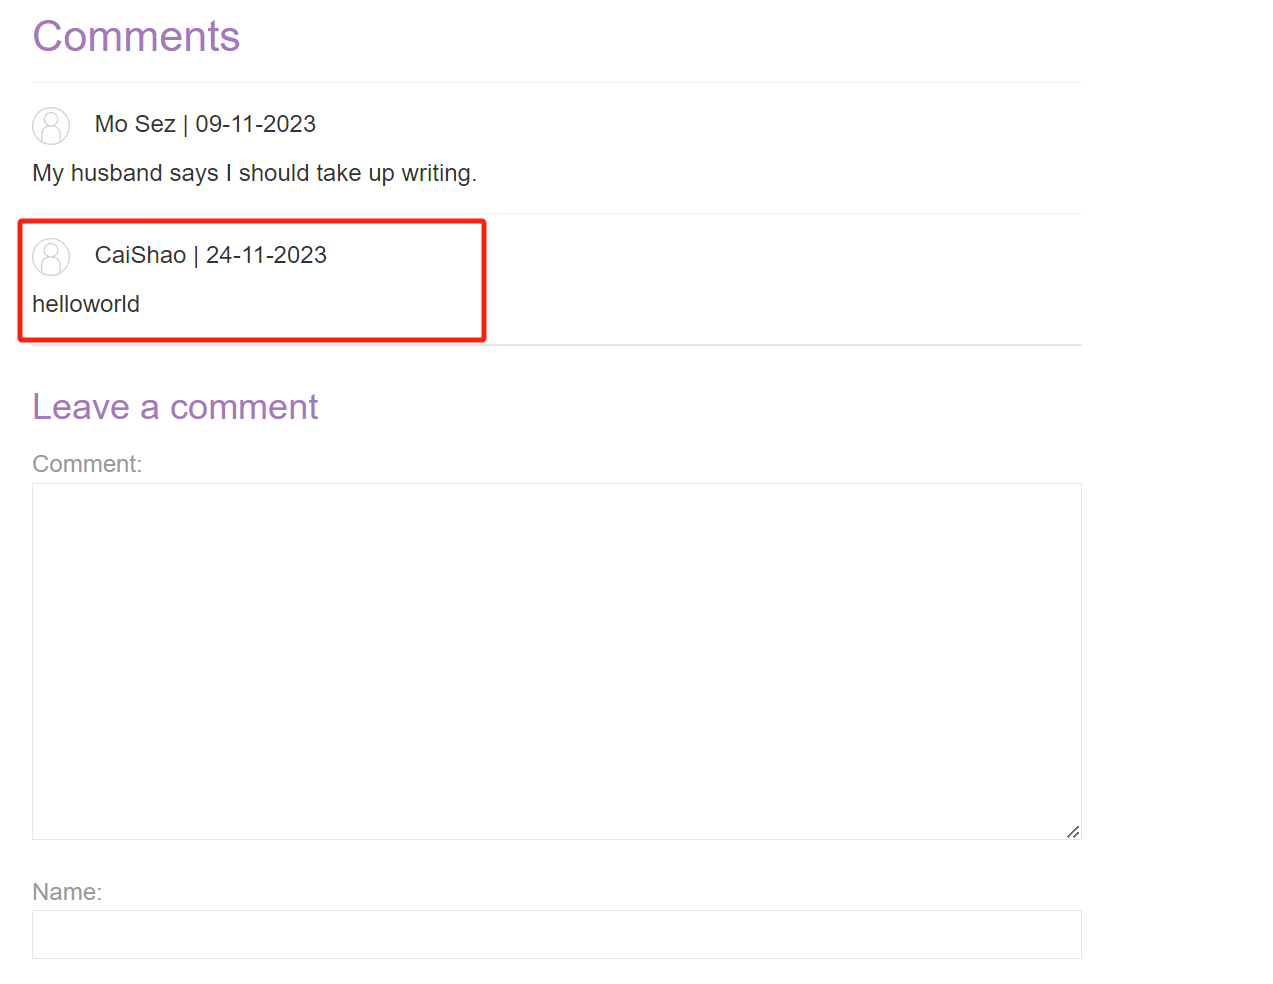 Comments
Mo Sez | 09-11-2023
My husband says I should take up writing.
CaiShao | 24-11-2023
helloworld
Leave a comment
Comment:
Name: